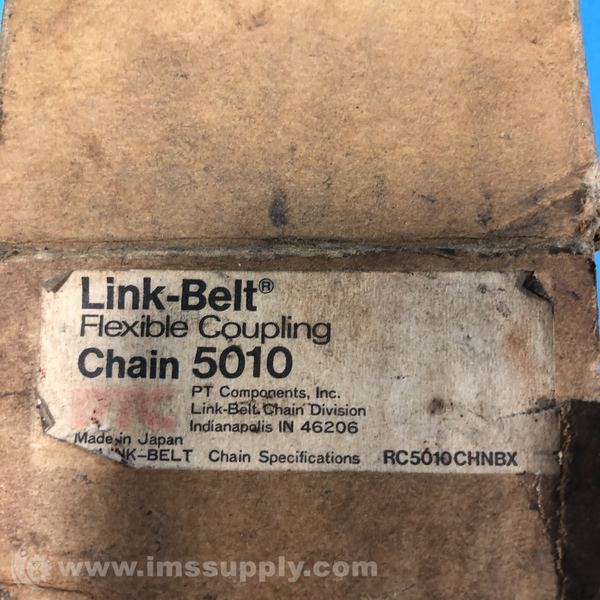 Link-Belt®
Flexible Coupling
Chain 5010
PTC
PT Components, Inc.
Link-Belt Chain Division
Indianapolis IN 46206
Made in Japan
LINK-BELT Chain Specifications RC5010CHNBX
www.imssupply.com